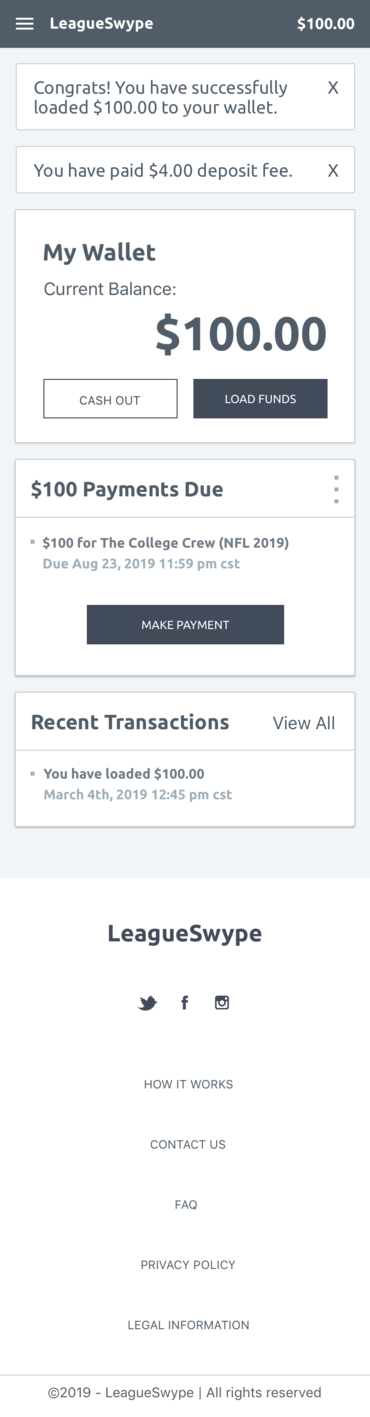 LeagueSwype $100.00
Congrats! You have successfully X
loaded $100.00 to your wallet.
You have paid $4.00 deposit fee. X
My Wallet
Current Balance:
$100.00
CASH OUT LOAD FUNDS
$100 Payments Due
$100 for The College Crew (NFL 2019)
Due Aug 23, 2019 11:59 pm cst
MAKE PAYMENT
Recent Transactions View All
You have loaded $100.00
March 4th, 2019 12:45 pm cst
LeagueSwype
HOW IT WORKS
CONTACT US
FAQ
PRIVACY POLICY
LEGAL INFORMATION
©2019 - LeagueSwype | All rights reserved